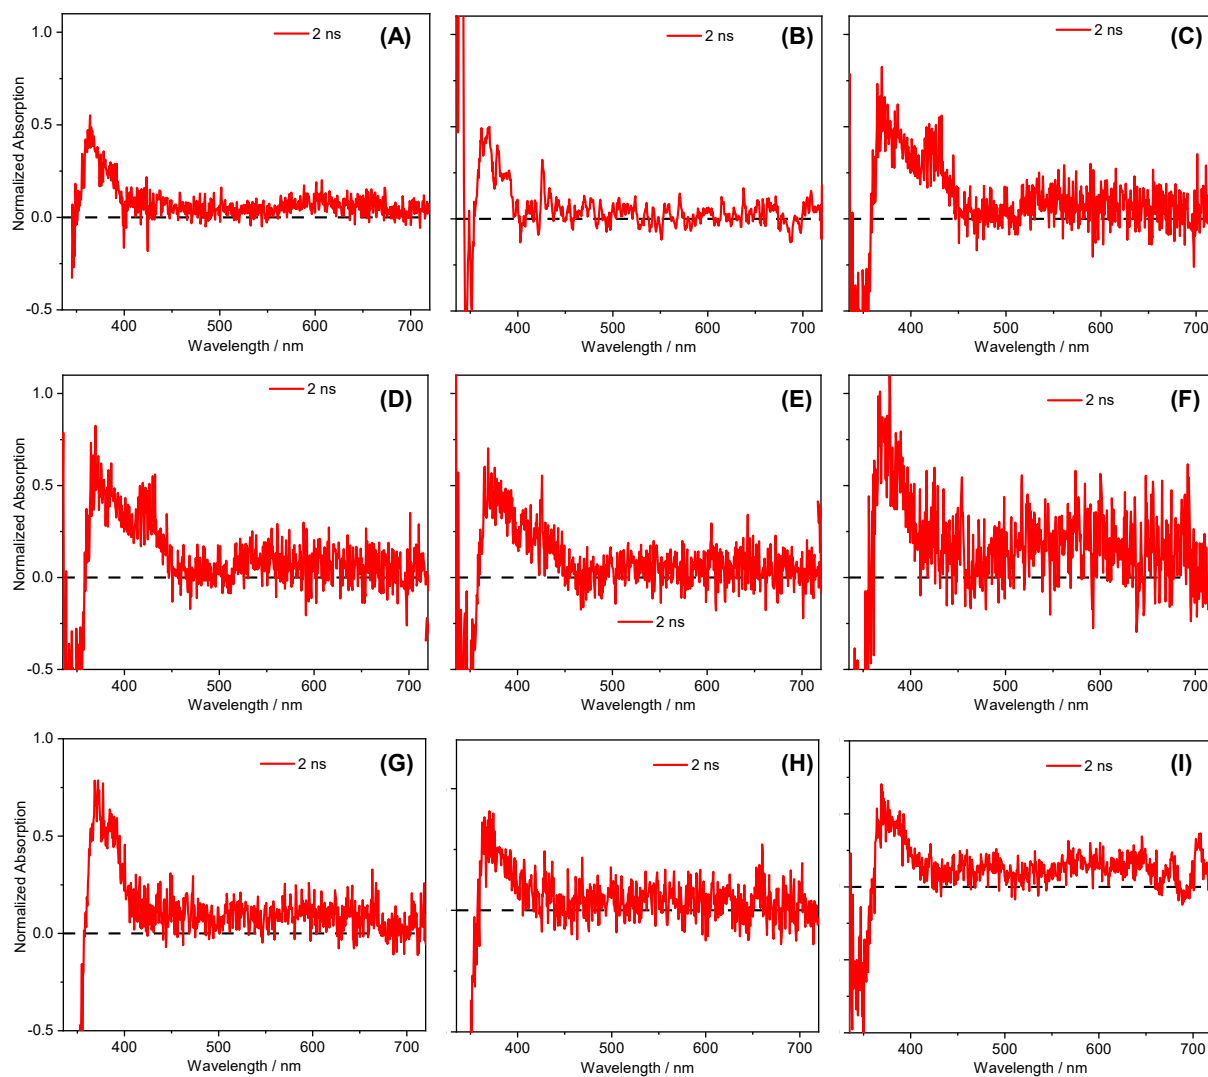 1.0
0.5
0.0
-0.5
Normalized Absorption
2 ns
(A)
400 500 600 700
Wavelength / nm
2 ns
(B)
400 500 600 700
Wavelength / nm
2 ns
(C)
400 500 600 700
Wavelength / nm
1.0
0.5
0.0
-0.5
Normalized Absorption
2 ns
(D)
400 500 600 700
Wavelength / nm
2 ns
(E)
400 500 600 700
Wavelength / nm
2 ns
(F)
400 500 600 700
Wavelength / nm
1.0
0.5
0.0
-0.5
Normalized Absorption
2 ns
(G)
400 500 600 700
Wavelength / nm
2 ns
(H)
400 500 600 700
Wavelength / nm
2 ns
(I)
400 500 600 700
Wavelength / nm